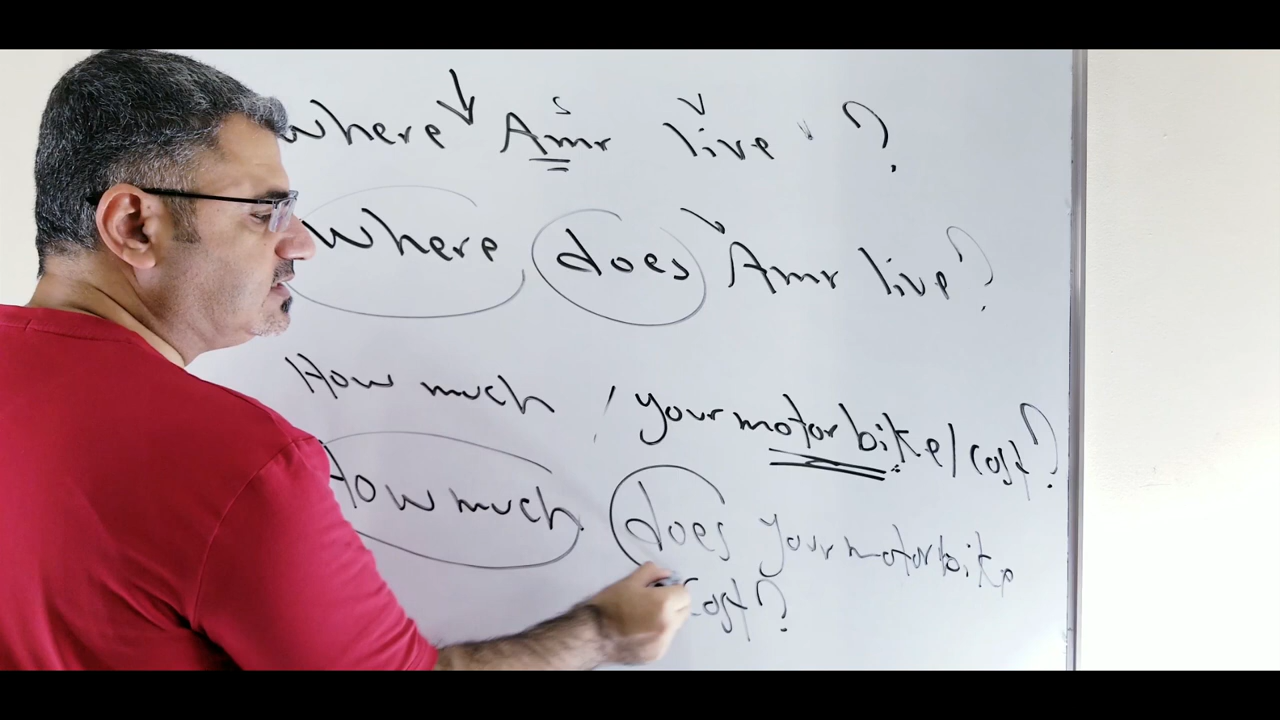 where Amr live ?
S V
where does Amr live?
How much / your motorbike / cost?
How much does your motorbike
cost?